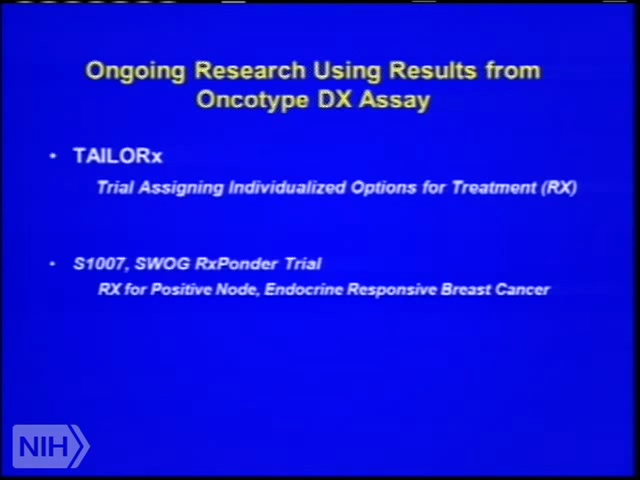 Ongoing Research Using Results from
Oncotype DX Assay
• TAILORx
Trial Assigning Individualized Options for Treatment (RX)
• S1007, SWOG RxPonder Trial
RX for Positive Node, Endocrine Responsive Breast Cancer
NIH